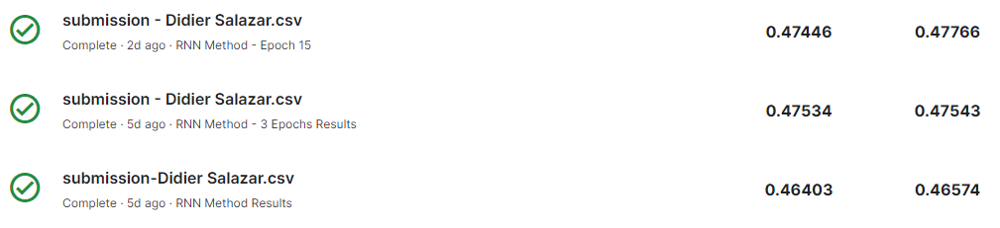 submission - Didier Salazar.csv
Complete · 2d ago · RNN Method - Epoch 15
0.47446 0.47766
submission - Didier Salazar.csv
Complete · 5d ago · RNN Method - 3 Epochs Results
0.47534 0.47543
submission-Didier Salazar.csv
Complete · 5d ago · RNN Method Results
0.46403 0.46574